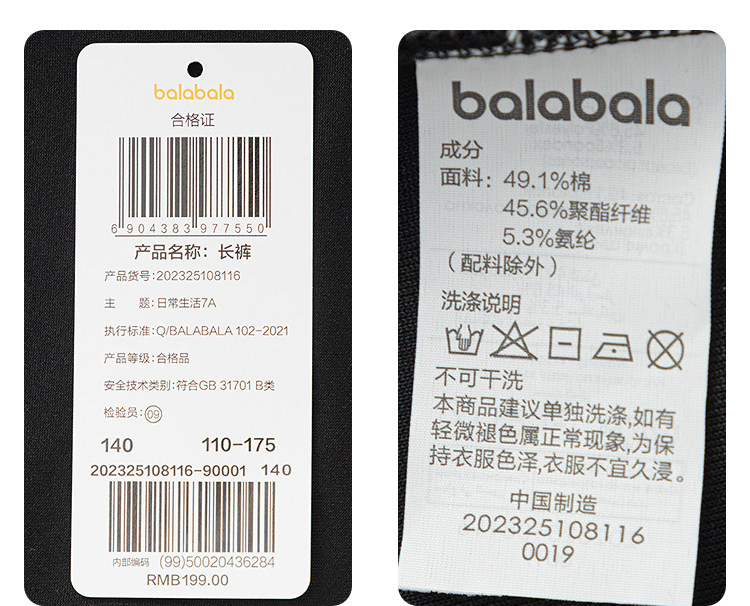 balabala
合格证
6 904383 977550
产品名称：长裤
产品货号：202325108116
主 题：日常生活7A
执行标准：Q/BALABALA 102-2021
产品等级：合格品
安全技术类别：符合GB 31701 B类
检验员：09
140 110-175
202325108116-90001 140
内部编码 (99)50020436284
RMB199.00
balabala
成分
面料：49.1%棉
45.6%聚酯纤维
5.3%氨纶
（配料除外）
洗涤说明
不可干洗
本商品建议单独洗涤,如有
轻微褪色属正常现象,为保
持衣服色泽,衣服不宜久浸。
中国制造
202325108116
0019